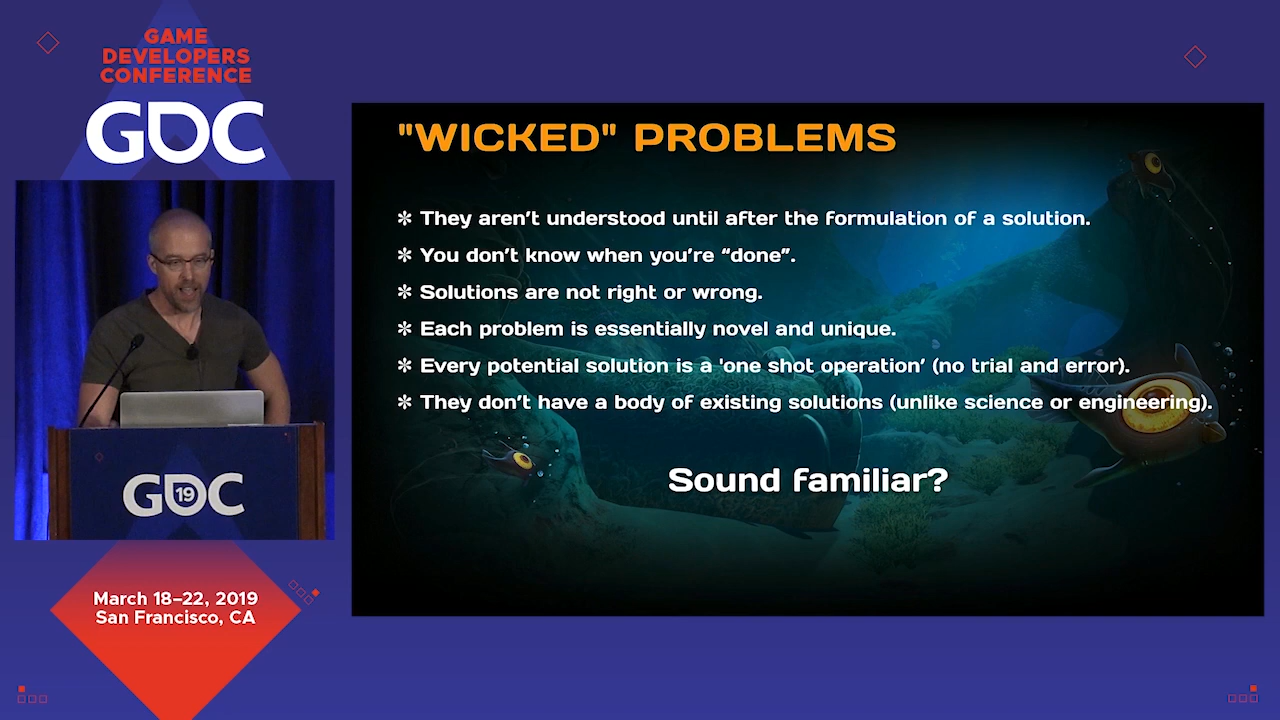 GAME
DEVELOPERS
CONFERENCE
GDC
"WICKED" PROBLEMS
✼ They aren’t understood until after the formulation of a solution.
✼ You don’t know when you’re “done”.
✼ Solutions are not right or wrong.
✼ Each problem is essentially novel and unique.
✼ Every potential solution is a 'one shot operation’ (no trial and error).
✼ They don’t have a body of existing solutions (unlike science or engineering).
Sound familiar?
GDC
19
March 18–22, 2019
San Francisco, CA